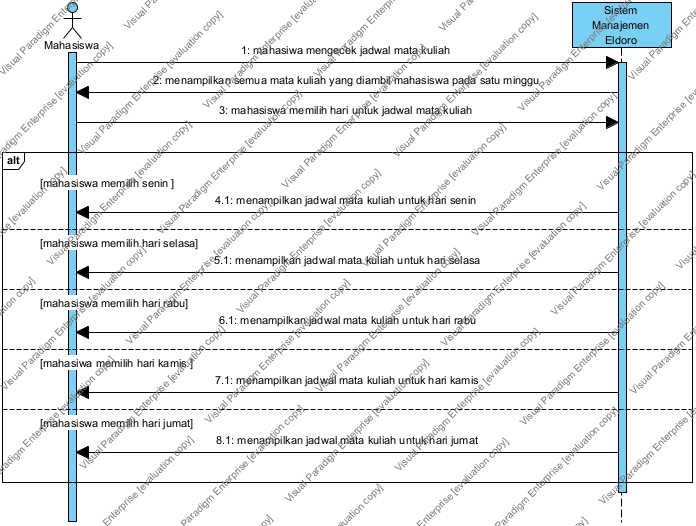 Mahasiswa
Sistem
Manajemen
Eldoro
1: mahasiwa mengecek jadwal mata kuliah
2: menampilkan semua mata kuliah yang diambil mahasiswa pada satu minggu
3: mahasiswa memilih hari untuk jadwal mata kuliah
alt
[mahasiswa memilih senin ]
4.1: menampilkan jadwal mata kuliah untuk hari senin
[mahasiswa memilih hari selasa]
5.1: menampilkan jadwal mata kuliah untuk hari selasa
[mahasiswa memilih hari rabu]
6.1: menampilkan jadwal mata kuliah untuk hari rabu
[mahasiwa memilih hari kamis ]
7.1: menampilkan jadwal mata kuliah untuk hari kamis
[mahasiswa memilih hari jumat]
8.1: menampilkan jadwal mata kuliah untuk hari jumat
Visual Paradigm Enterprise [evaluation copy]